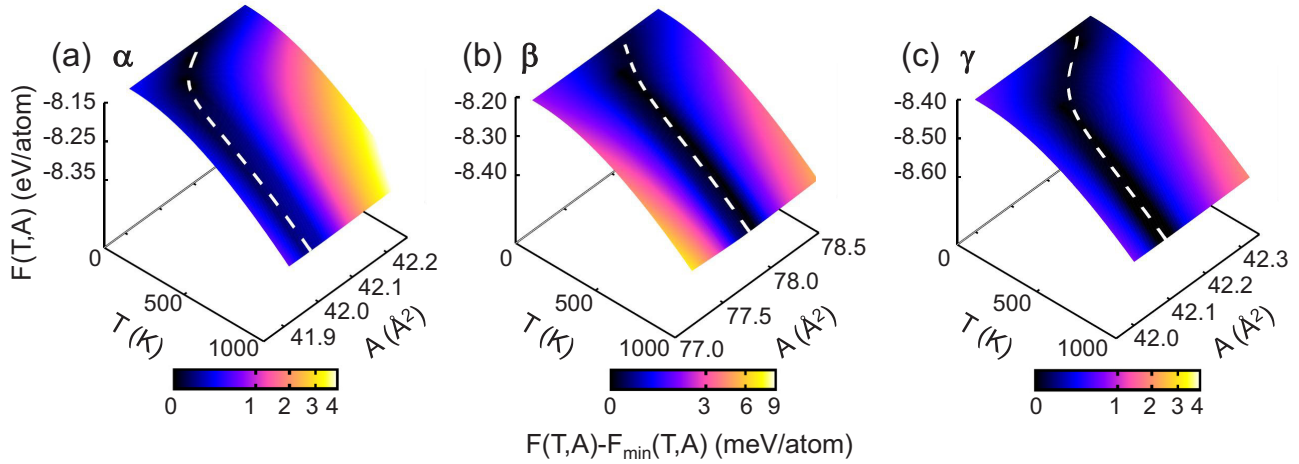 (a) α
F(T,A) (eV/atom)
-8.15
-8.25
-8.35
0
500
1000
T (K)
41.9
42.0
42.1
42.2
A (Å²)
0 1 2 3 4
(b) β
-8.20
-8.30
-8.40
0
500
1000
T (K)
77.0
77.5
78.0
78.5
A (Å²)
0 3 6 9
(c) γ
-8.40
-8.50
-8.60
0
500
1000
T (K)
42.0
42.1
42.2
42.3
A (Å²)
0 1 2 3 4
F(T,A)-Fmin(T,A) (meV/atom)